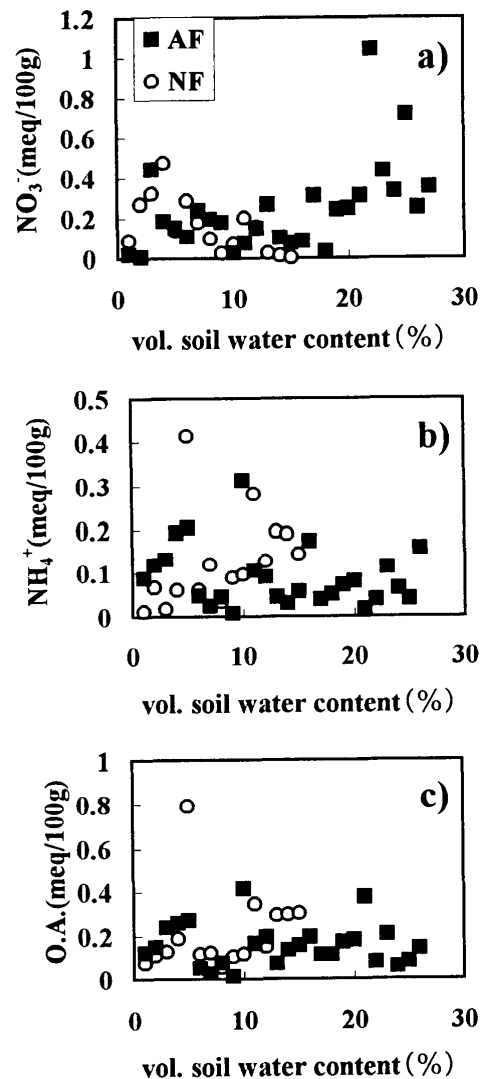 1.2
1
0.8
0.6
0.4
0.2
0
AF
NF
a)
NO₃⁻(meq/100g)
0 10 20 30
vol. soil water content(%)
0.5
0.4
0.3
0.2
0.1
0
b)
NH₄⁺(meq/100g)
0 10 20 30
vol. soil water content(%)
1
0.8
0.6
0.4
0.2
0
c)
O.A.(meq/100g)
0 10 20 30
vol. soil water content(%)